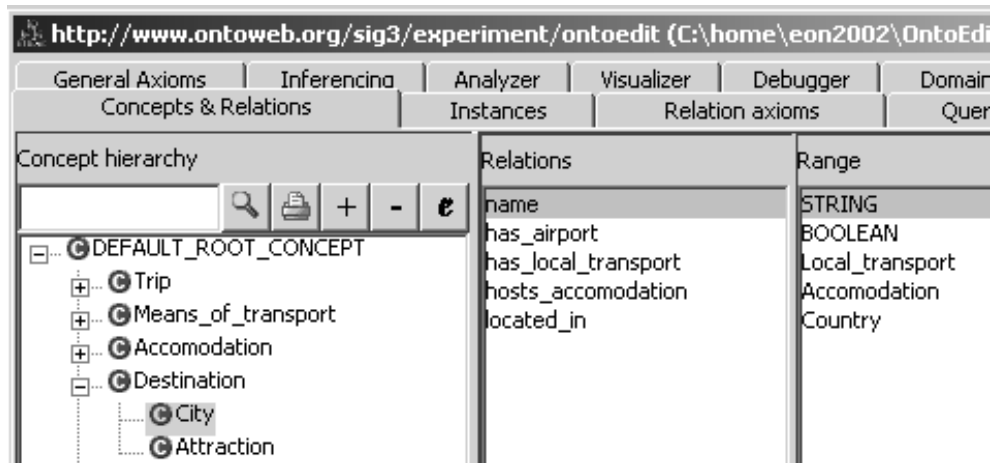 http://www.ontoweb.org/sig3/experiment/ontoedit (C:\home\eon2002\OntoEdi
General Axioms Inferencing Analyzer Visualizer Debugger Domain
Concepts & Relations Instances Relation axioms Quer
Concept hierarchy Relations Range
+ - e
name STRING
has_airport BOOLEAN
DEFAULT_ROOT_CONCEPT
has_local_transport Local_transport
Trip
hosts_accomodation Accomodation
Means_of_transport
located_in Country
Accomodation
Destination
City
Attraction